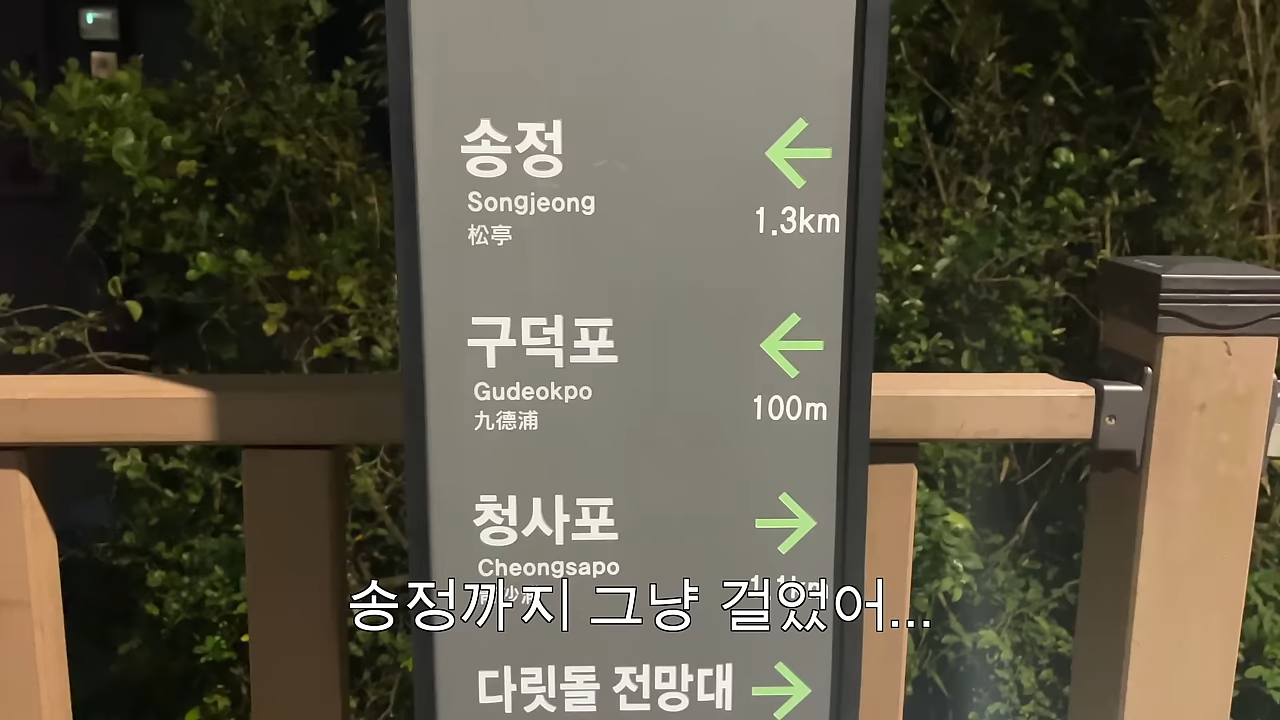 송정
Songjeong
松亭
←
1.3km
구덕포
Gudeokpo
九德浦
←
100m
청사포
Cheongsapo
→
송정까지 그냥 걸었어...
다릿돌 전망대
→